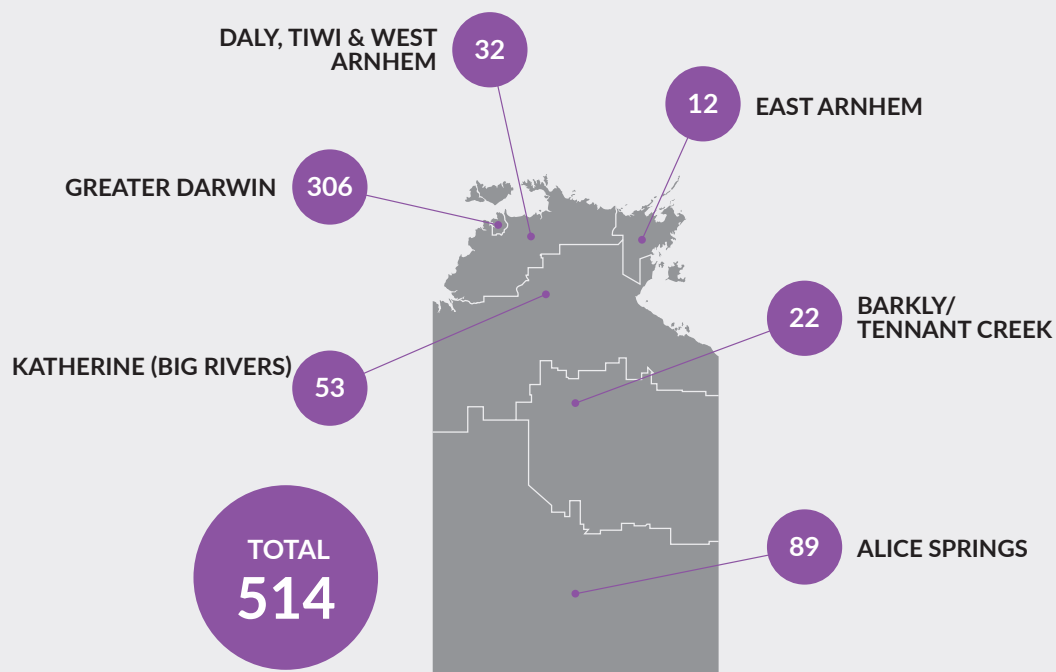 DALY, TIWI & WEST
ARNHEM
32
12
EAST ARNHEM
GREATER DARWIN
306
22
BARKLY/
TENNANT CREEK
KATHERINE (BIG RIVERS)
53
TOTAL
514
89
ALICE SPRINGS